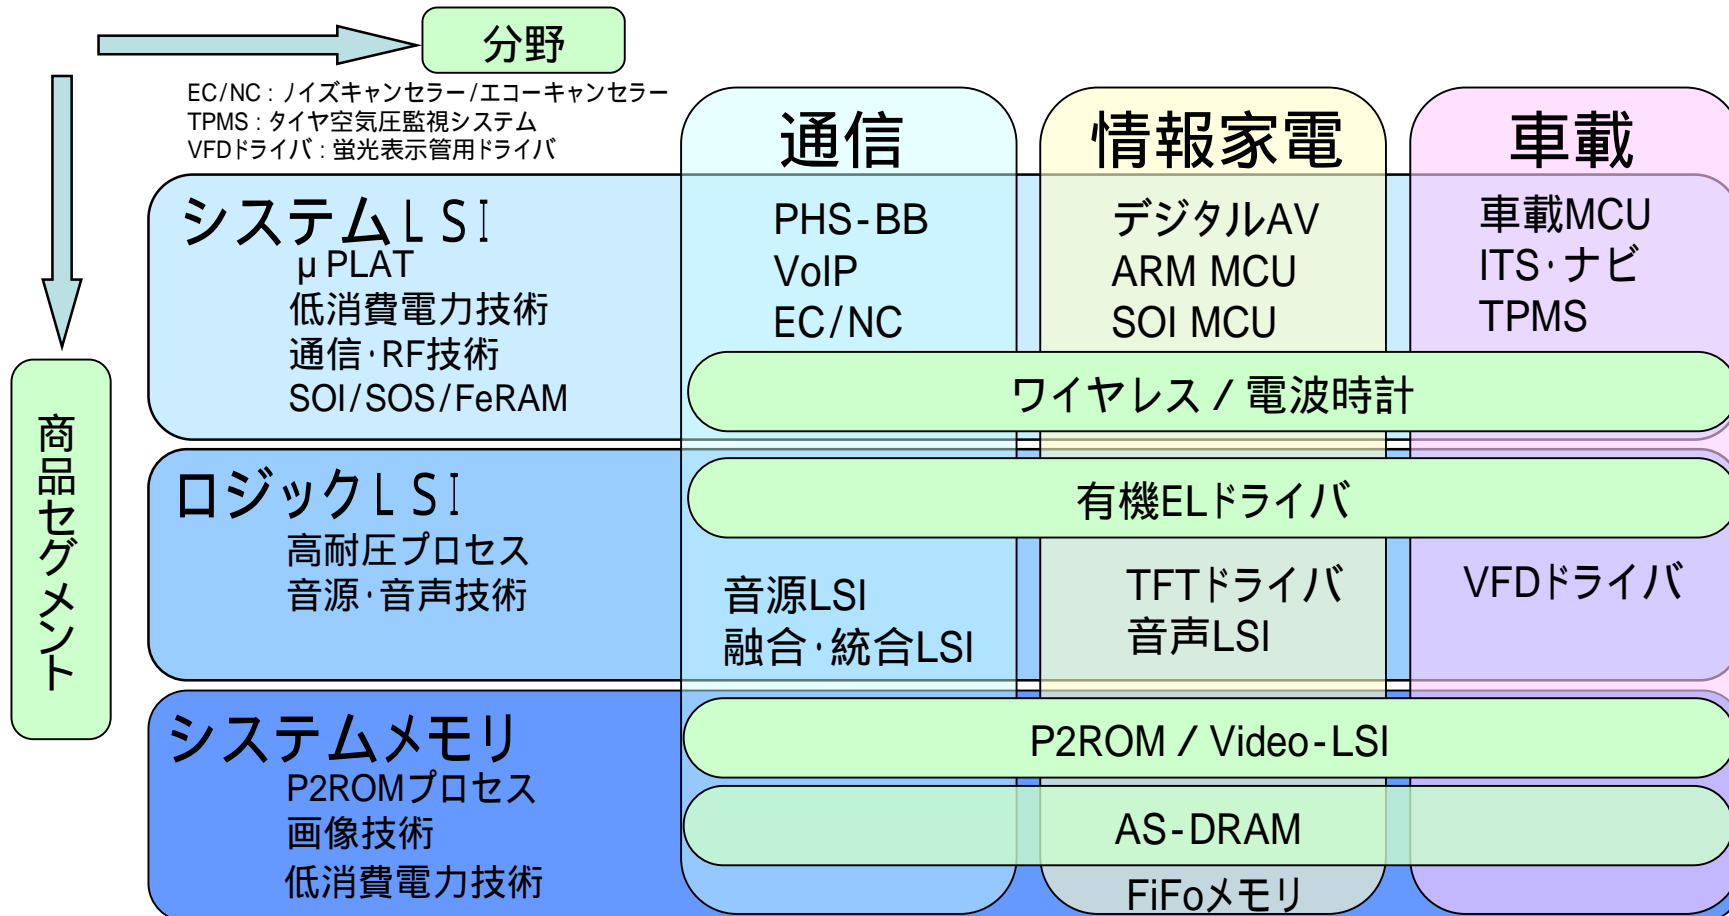 分野
EC/NC : ノイズキャンセラー/エコーキャンセラー
TPMS : タイヤ空気圧監視システム
VFDドライバ : 蛍光表示管用ドライバ
通信
情報家電
車載
商品セグメント
システムLSI
μPLAT
低消費電力技術
通信・RF技術
SOI/SOS/FeRAM
PHS-BB
VoIP
EC/NC
デジタルAV
ARM MCU
SOI MCU
車載MCU
ITS・ナビ
TPMS
ワイヤレス / 電波時計
ロジックLSI
高耐圧プロセス
音源・音声技術
有機ELドライバ
音源LSI
融合・統合LSI
TFTドライバ
音声LSI
VFDドライバ
システムメモリ
P2ROMプロセス
画像技術
低消費電力技術
P2ROM / Video-LSI
AS-DRAM
FiFoメモリ